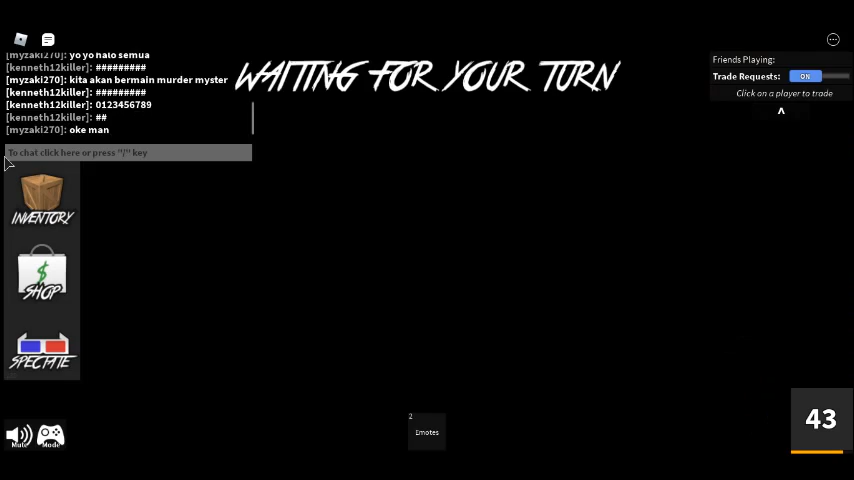 [myzaki270]: yo yo halo semua
[kenneth12killer]: #########
[myzaki270]: kita akan bermain murder myster
[kenneth12killer]: #########
[kenneth12killer]: 0123456789
[kenneth12killer]: ##
[myzaki270]: oke man
To chat click here or press "/" key
WAITING FOR YOUR TURN
Friends Playing:
Trade Requests: ON
Click on a player to trade
INVENTORY
$
SHOP
SPECTATE
Mute
Mode
2
Emotes
43